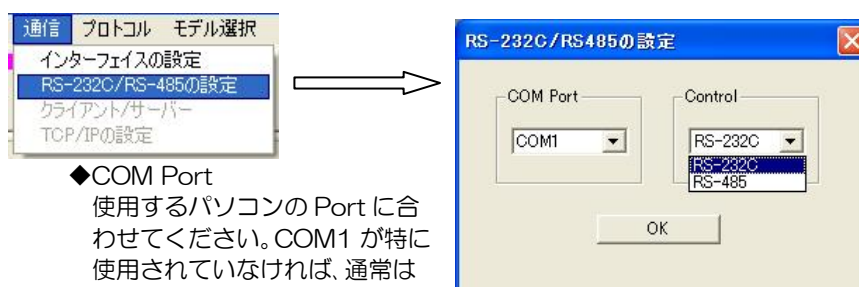 通信 プロトコル モデル選択
インターフェイスの設定
RS-232C/RS-485の設定
クライアント/サーバー
TCP/IPの設定
◆COM Port
使用するパソコンの Port に合
わせてください。COM1 が特に
使用されていなければ、通常は
RS-232C/RS485の設定
COM Port
COM1
Control
RS-232C
RS-232C
RS-485
OK